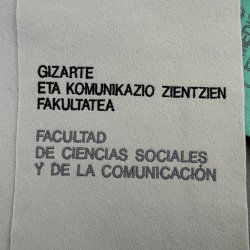 GIZARTE
ETA KOMUNIKAZIO ZIENTZIEN
FAKULTATEA
FACULTAD
DE CIENCIAS SOCIALES
Y DE LA COMUNICACIÓN